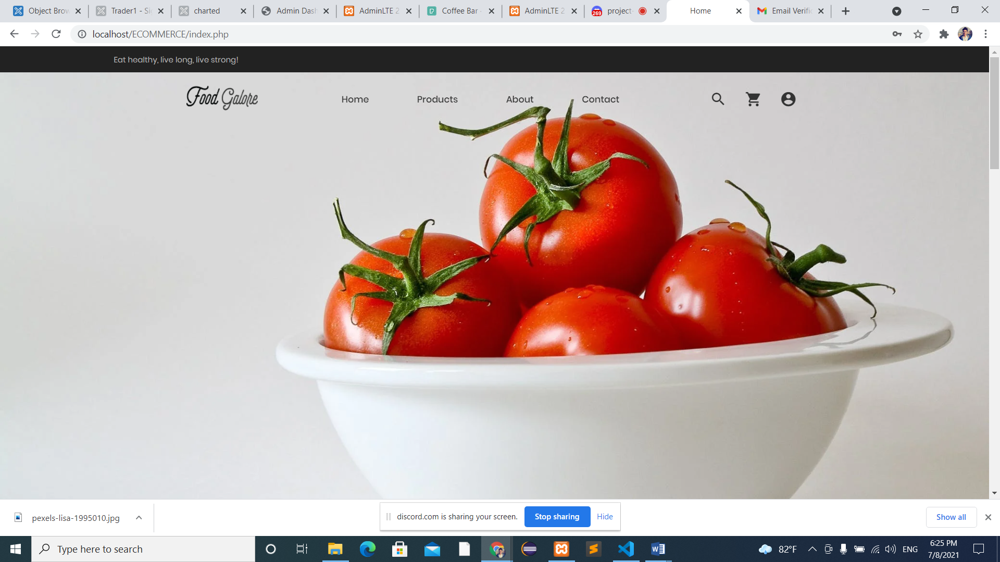 Object Brow
Trader1 - Si
charted
Admin Dash
AdminLTE 2
Coffee Bar
AdminLTE 2
269
project-
Home
Email Verific
localhost/ECOMMERCE/index.php
Eat healthy, live long, live strong!
Food Galore
Home
Products
About
Contact
pexels-lisa-1995010.jpg
discord.com is sharing your screen.
Stop sharing
Hide
Show all
Type here to search
82°F
ENG
6:25 PM
7/8/2021